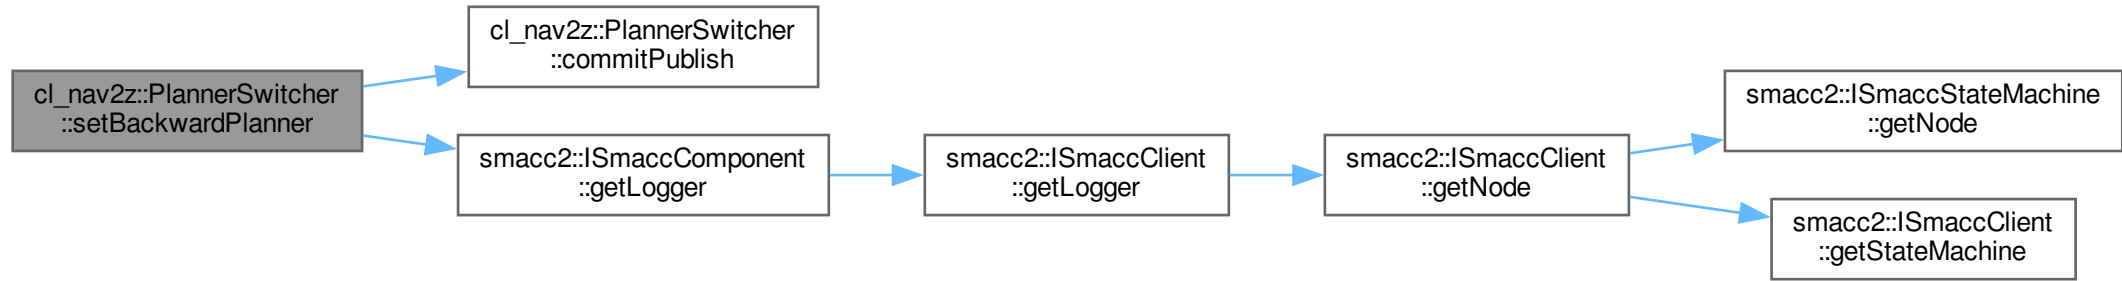 cl_nav2z::PlannerSwitcher
::setBackwardPlanner
cl_nav2z::PlannerSwitcher
::commitPublish
smacc2::ISmaccComponent
::getLogger
smacc2::ISmaccClient
::getLogger
smacc2::ISmaccClient
::getNode
smacc2::ISmaccStateMachine
::getNode
smacc2::ISmaccClient
::getStateMachine